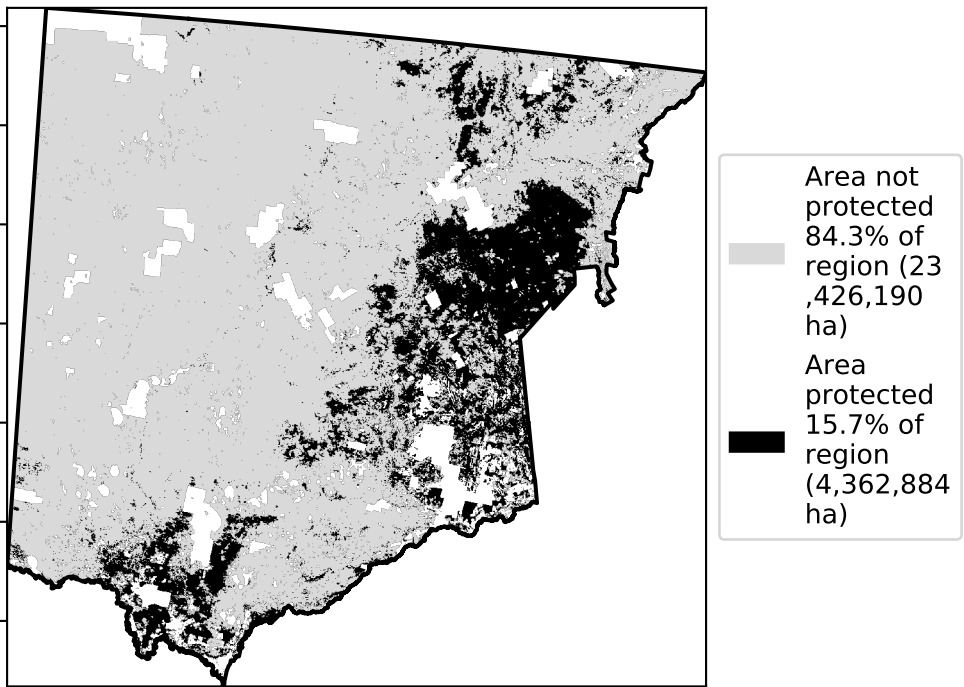 Area not
protected
84.3% of
region (23
,426,190
ha)
Area
protected
15.7% of
region
(4,362,884
ha)